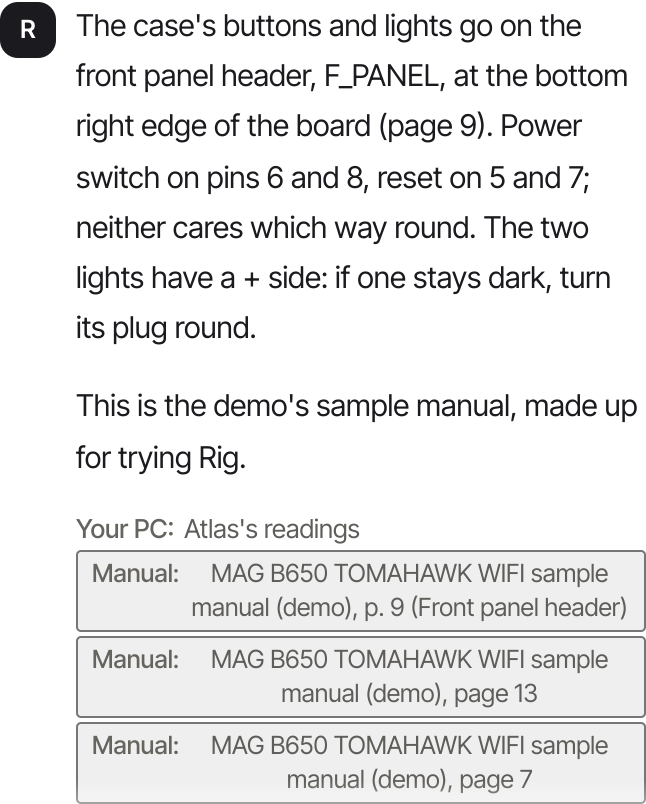 R
The case's buttons and lights go on the
front panel header, F_PANEL, at the bottom
right edge of the board (page 9). Power
switch on pins 6 and 8, reset on 5 and 7;
neither cares which way round. The two
lights have a + side: if one stays dark, turn
its plug round.
This is the demo's sample manual, made up
for trying Rig.
Your PC: Atlas's readings
Manual: MAG B650 TOMAHAWK WIFI sample
manual (demo), p. 9 (Front panel header)
Manual: MAG B650 TOMAHAWK WIFI sample
manual (demo), page 13
Manual: MAG B650 TOMAHAWK WIFI sample
manual (demo), page 7